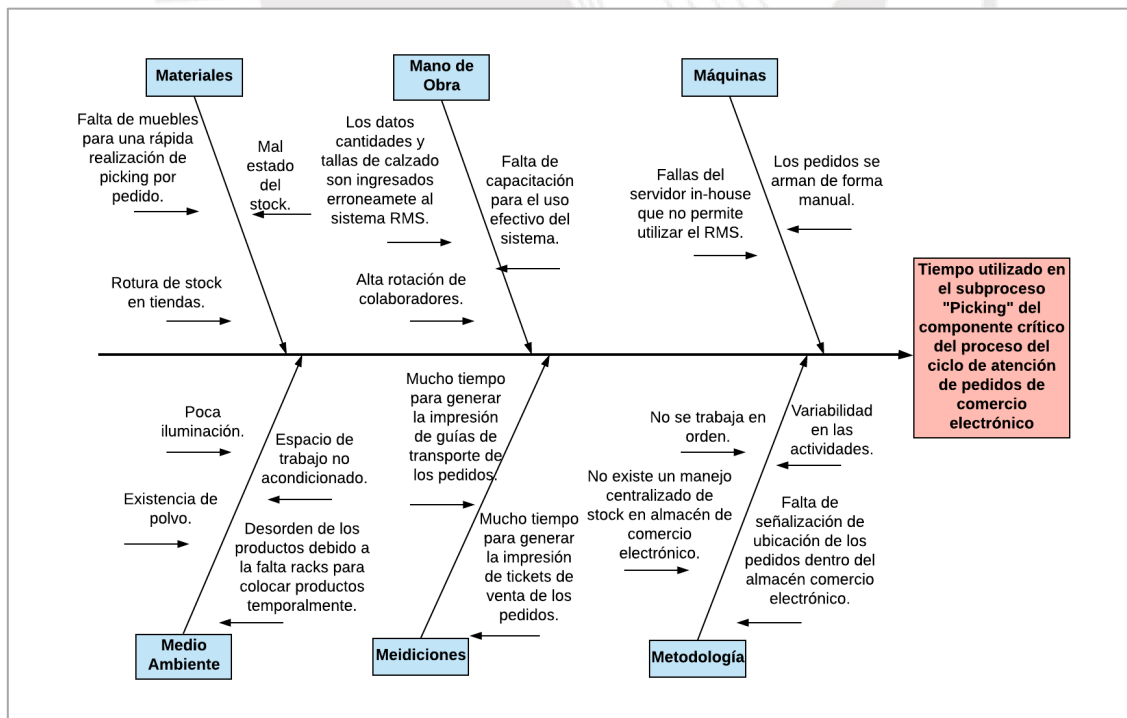 Materiales
Falta de muebles
para una rápida
realización de
picking por
pedido.
Mal
estado
del
stock.
Rotura de stock
en tiendas.
Mano de
Obra
Los datos
cantidades y
tallas de calzado
son ingresados
erroneamete al
sistema RMS.
Falta de
capacitación
para el uso
efectivo del
sistema.
Alta rotación de
colaboradores.
Máquinas
Fallas del
servidor in-house
que no permite
utilizar el RMS.
Los pedidos se
arman de forma
manual.
Tiempo utilizado en
el subproceso
"Picking" del
componente crítico
del proceso del
ciclo de atención
de pedidos de
comercio
electrónico
Poca
iluminación.
Espacio de
trabajo no
acondicionado.
Existencia de
polvo.
Desorden de los
productos debido a
la falta racks para
colocar productos
temporalmente.
Medio
Ambiente
Mucho tiempo
para generar
la impresión
de guías de
transporte de
los pedidos.
Mucho tiempo
para generar
la impresión
de tickets de
venta de los
pedidos.
Meidiciones
No se trabaja en
orden.
Variabilidad
en las
actividades.
No existe un manejo
centralizado de
stock en almacén de
comercio
electrónico.
Falta de
señalización de
ubicación de los
pedidos dentro del
almacén comercio
electrónico.
Metodología